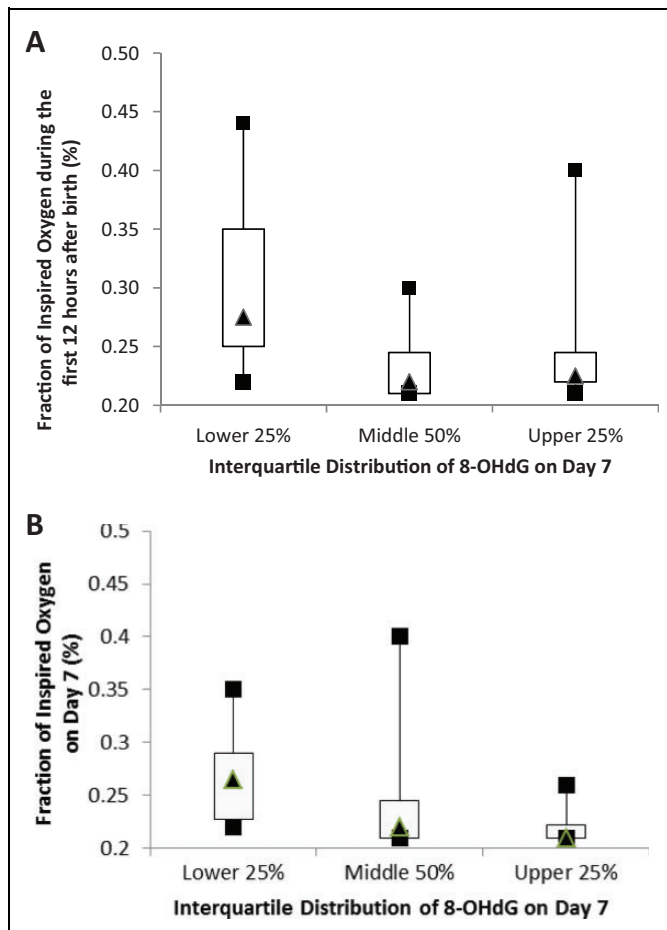 A
Fraction of Inspired Oxygen during the
first 12 hours after birth (%)
0.50
0.45
0.40
0.35
0.30
0.25
0.20
Lower 25%
Middle 50%
Upper 25%
Interquartile Distribution of 8-OHdG on Day 7
B
Fraction of Inspired Oxygen
on Day 7 (%)
0.5
0.45
0.4
0.35
0.3
0.25
0.2
Lower 25%
Middle 50%
Upper 25%
Interquartile Distribution of 8-OHdG on Day 7